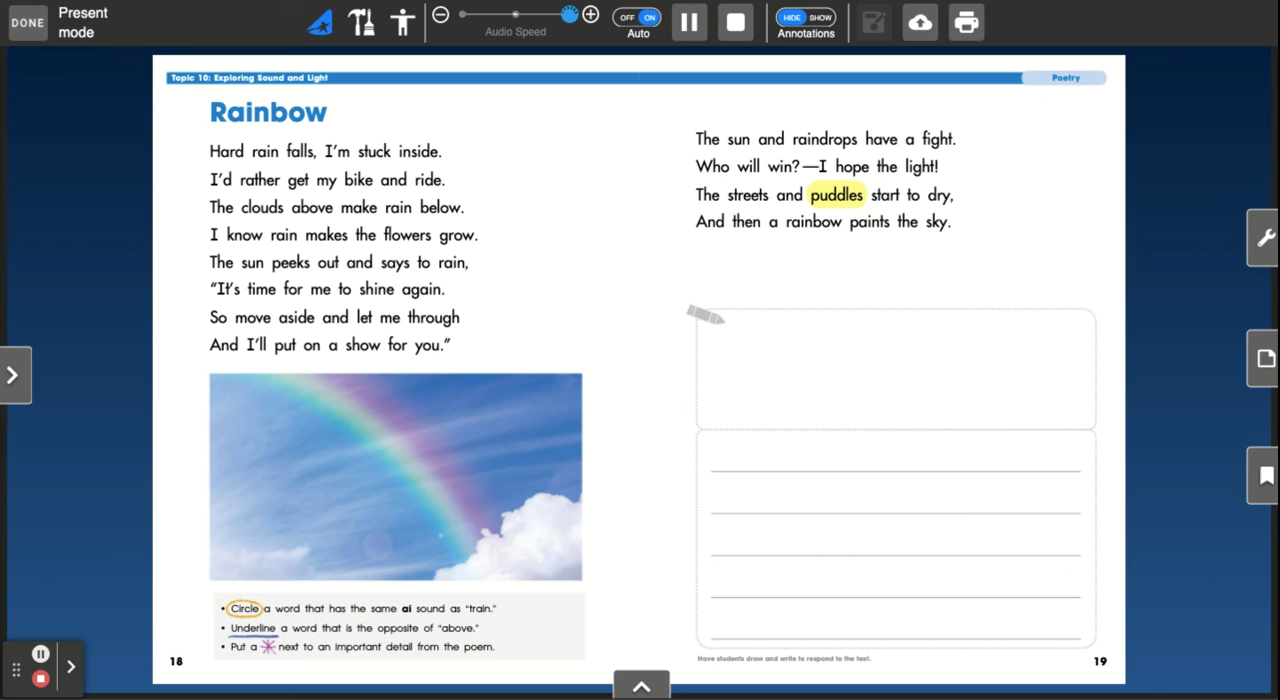 DONE
Present
mode
Audio Speed
OFF ON
Auto
HIDE SHOW
Annotations
Topic 10: Exploring Sound and Light
Poetry
Rainbow
Hard rain falls, I'm stuck inside.
I'd rather get my bike and ride.
The clouds above make rain below.
I know rain makes the flowers grow.
The sun peeks out and says to rain,
“It's time for me to shine again.
So move aside and let me through
And I'll put on a show for you.”
• Circle a word that has the same ai sound as “train.”
• Underline a word that is the opposite of “above.”
• Put a next to an important detail from the poem.
18
The sun and raindrops have a fight.
Who will win?—I hope the light!
The streets and puddles start to dry,
And then a rainbow paints the sky.
Have students draw and write to respond to the text.
19